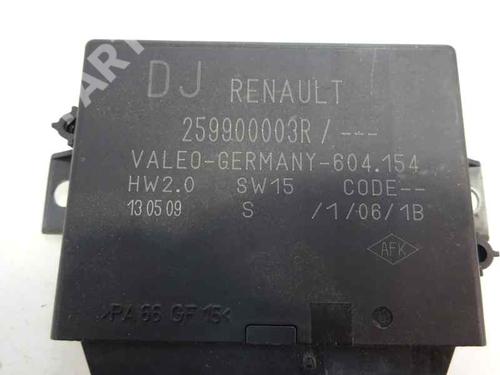 DJ RENAULT
259900003R/---
VALEO-GERMANY-604.154
HW2.0 SW15 CODE--
13 05 09 S /1/06/1B
AFK
>PA 66 GF 15<